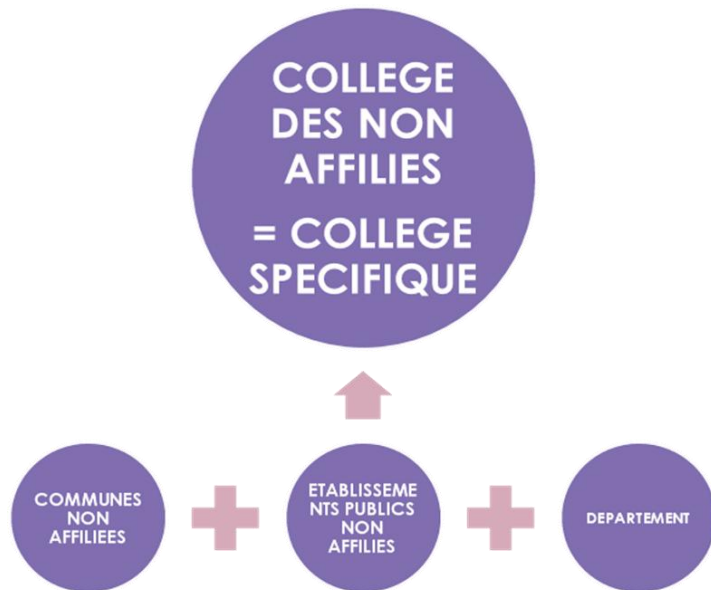 COLLEGE
DES NON
AFFILIES
= COLLEGE
SPECIFIQUE
COMMUNES
NON
AFFILIEES
ETABLISSEME
NTS PUBLICS
NON
AFFILIES
DEPARTEMENT